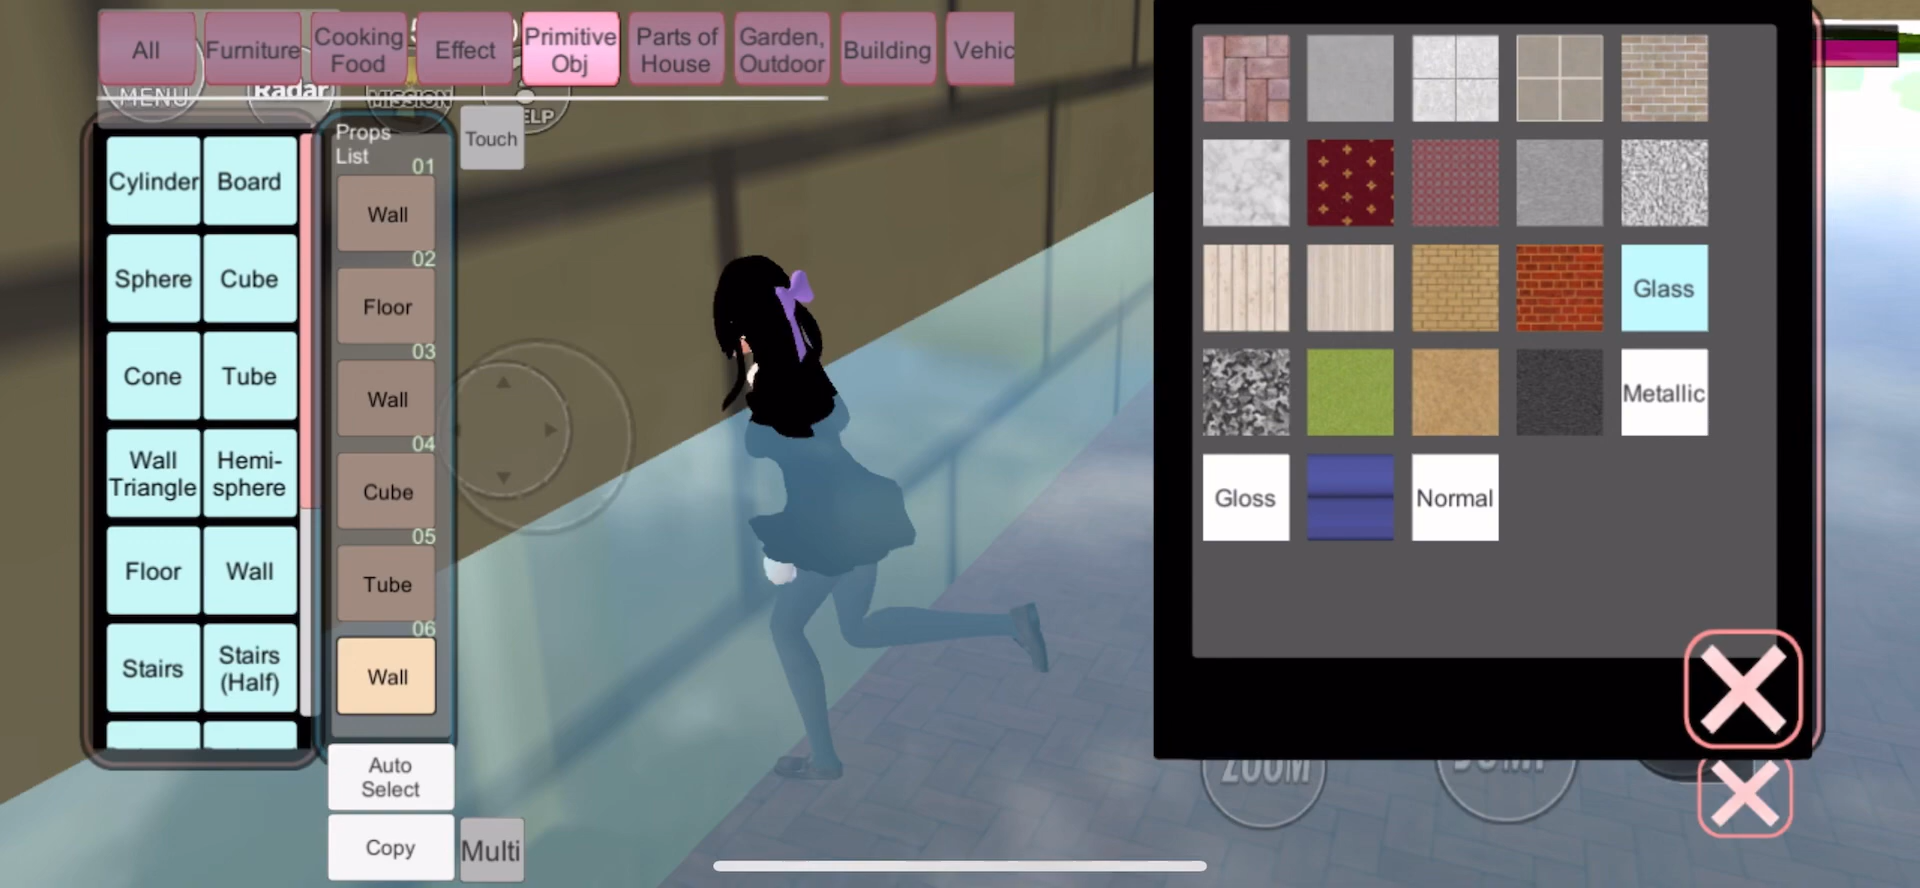 All
Furniture
Cooking
Food
Effect
Primitive
Obj
Parts of
House
Garden,
Outdoor
Building
Vehic
MENU
Radar
MISSION
ELP
Touch
Props
List
01
Wall
02
Floor
03
Wall
04
Cube
05
Tube
06
Wall
Cylinder
Board
Sphere
Cube
Cone
Tube
Wall
Triangle
Hemi-
sphere
Floor
Wall
Stairs
Stairs
(Half)
Auto
Select
Copy
Multi
Glass
Metallic
Gloss
Normal
ZOOM